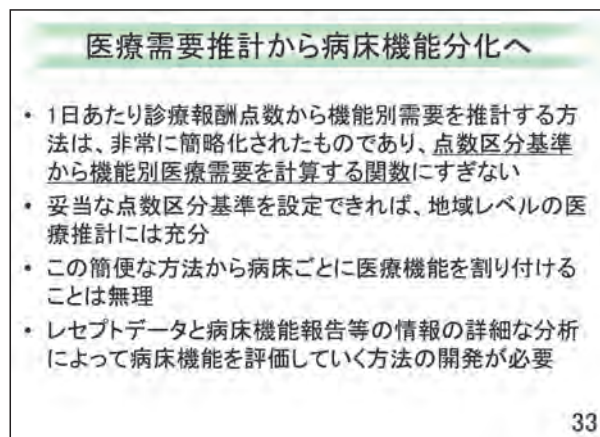 医療需要推計から病床機能分化へ
• 1日あたり診療報酬点数から機能別需要を推計する方
法は、非常に簡略化されたものであり、点数区分基準
から機能別医療需要を計算する関数にすぎない
• 妥当な点数区分基準を設定できれば、地域レベルの医
療推計には充分
• この簡便な方法から病床ごとに医療機能を割り付ける
ことは無理
• レセプトデータと病床機能報告等の情報の詳細な分析
によって病床機能を評価していく方法の開発が必要
33